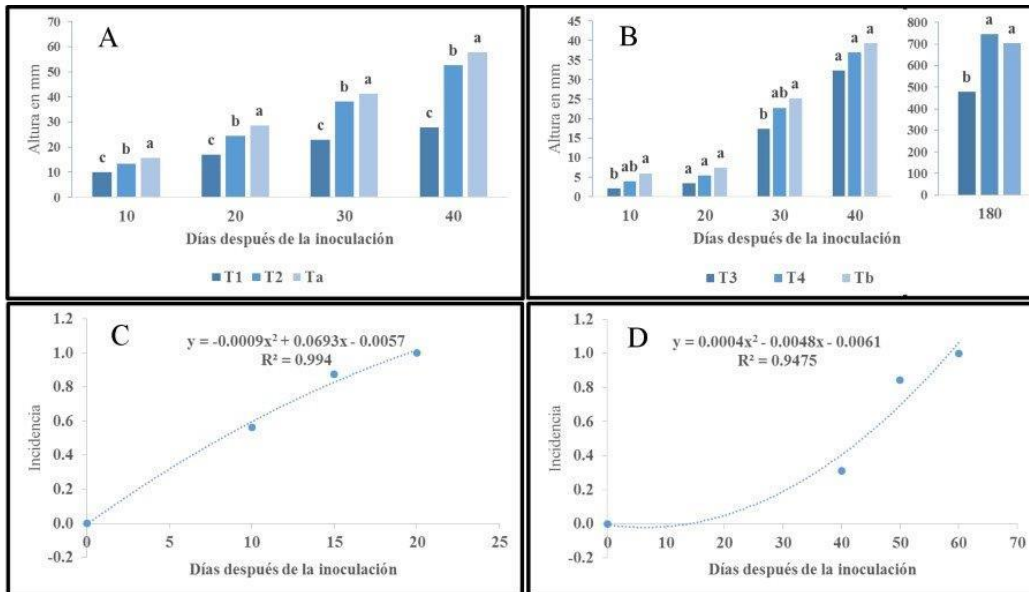 A
Altura en mm
70
60
50
40
30
20
10
0
c b a
c b a
c b a
c b a
10 20 30 40
Días después de la inoculación
T1 T2 Ta
B
Altura en mm
45
40
35
30
25
20
15
10
5
0
b ab a
a a a
b ab a
a a a
10 20 30 40
800
700
600
500
400
300
200
100
0
b a a
180
Días después de la inoculación
T3 T4 Tb
C
y = -0.0009x² + 0.0693x - 0.0057
R² = 0.994
Incidencia
1.2
1.0
0.8
0.6
0.4
0.2
0.0
-0.2
0 5 10 15 20 25
Días después de la inoculación
D
y = 0.0004x² - 0.0048x - 0.0061
R² = 0.9475
Incidencia
1.2
1.0
0.8
0.6
0.4
0.2
0.0
-0.2
0 10 20 30 40 50 60 70
Días después de la inoculación